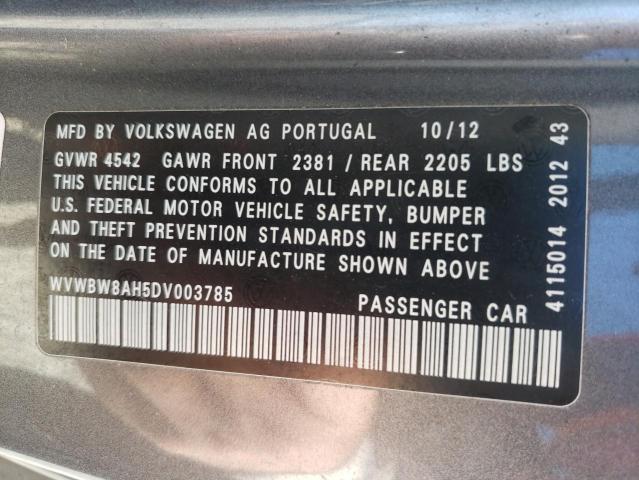 MFD BY VOLKSWAGEN AG PORTUGAL 10/12
GVWR 4542 GAWR FRONT 2381 / REAR 2205 LBS
THIS VEHICLE CONFORMS TO ALL APPLICABLE
U.S. FEDERAL MOTOR VEHICLE SAFETY, BUMPER
AND THEFT PREVENTION STANDARDS IN EFFECT
ON THE DATE OF MANUFACTURE SHOWN ABOVE
WVWBW8AH5DV003785 PASSENGER CAR
4115014 2012 43